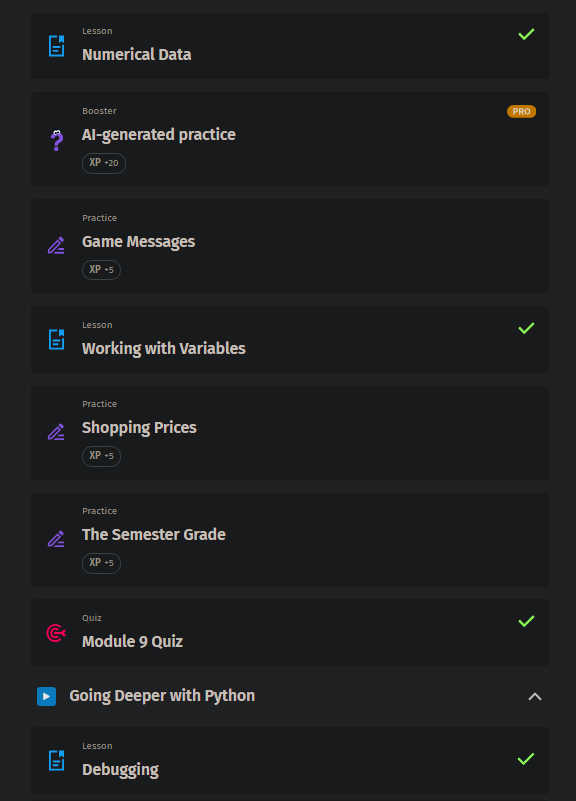 Lesson
Numerical Data
Booster
PRO
AI-generated practice
XP +20
Practice
Game Messages
XP +5
Lesson
Working with Variables
Practice
Shopping Prices
XP +5
Practice
The Semester Grade
XP +5
Quiz
Module 9 Quiz
Going Deeper with Python
Lesson
Debugging